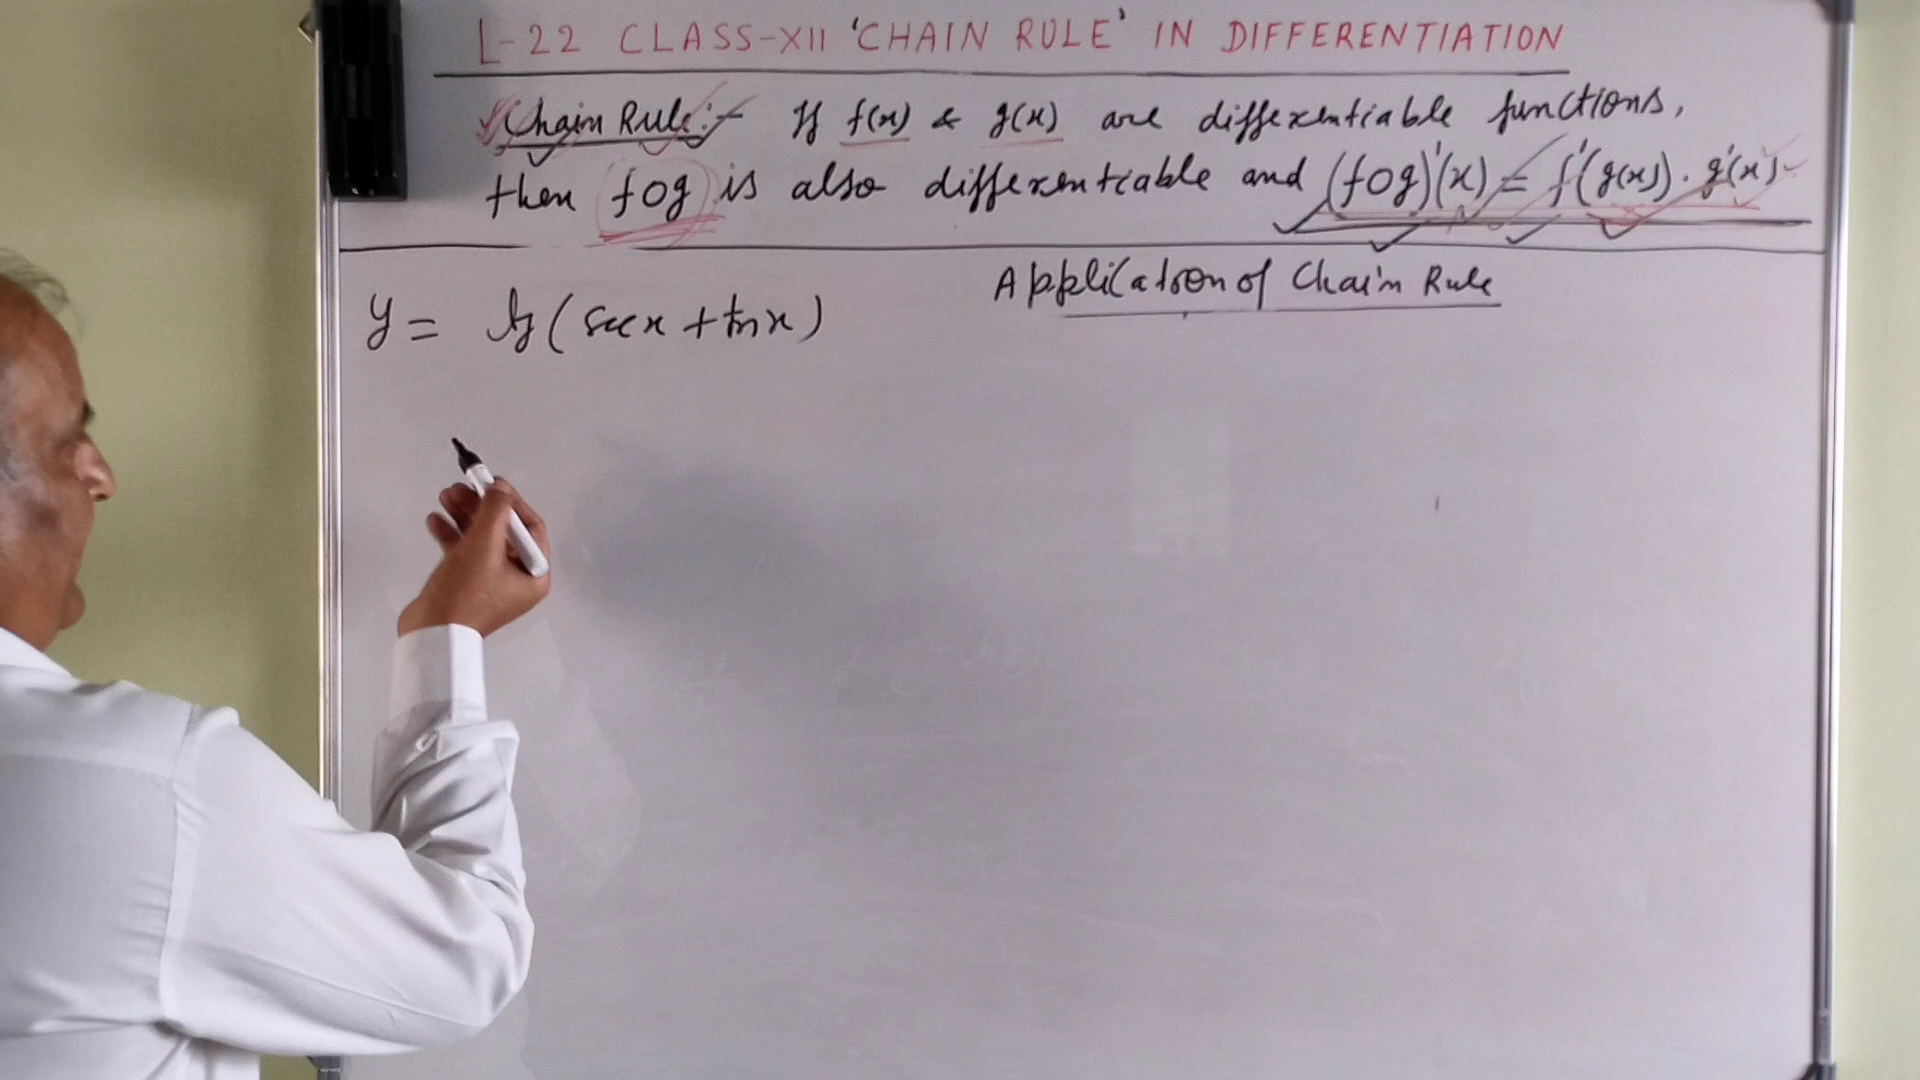 L-22 CLASS-XII 'CHAIN RULE' IN DIFFERENTIATION
Chain Rule:- If f(x) & g(x) are differentiable functions,
then fog is also differentiable and (fog)'(x) = f'(g(x)). g'(x)
Application of Chain Rule
y = log(secx + tanx)